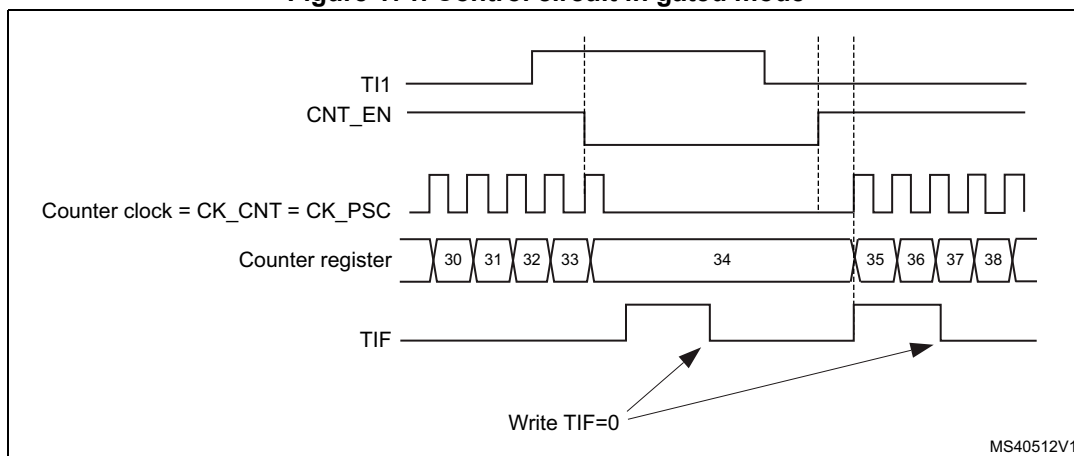 Figure 171. Control circuit in gated mode
TI1
CNT_EN
Counter clock = CK_CNT = CK_PSC
Counter register
30 31 32 33 34 35 36 37 38
TIF
Write TIF=0
MS40512V1